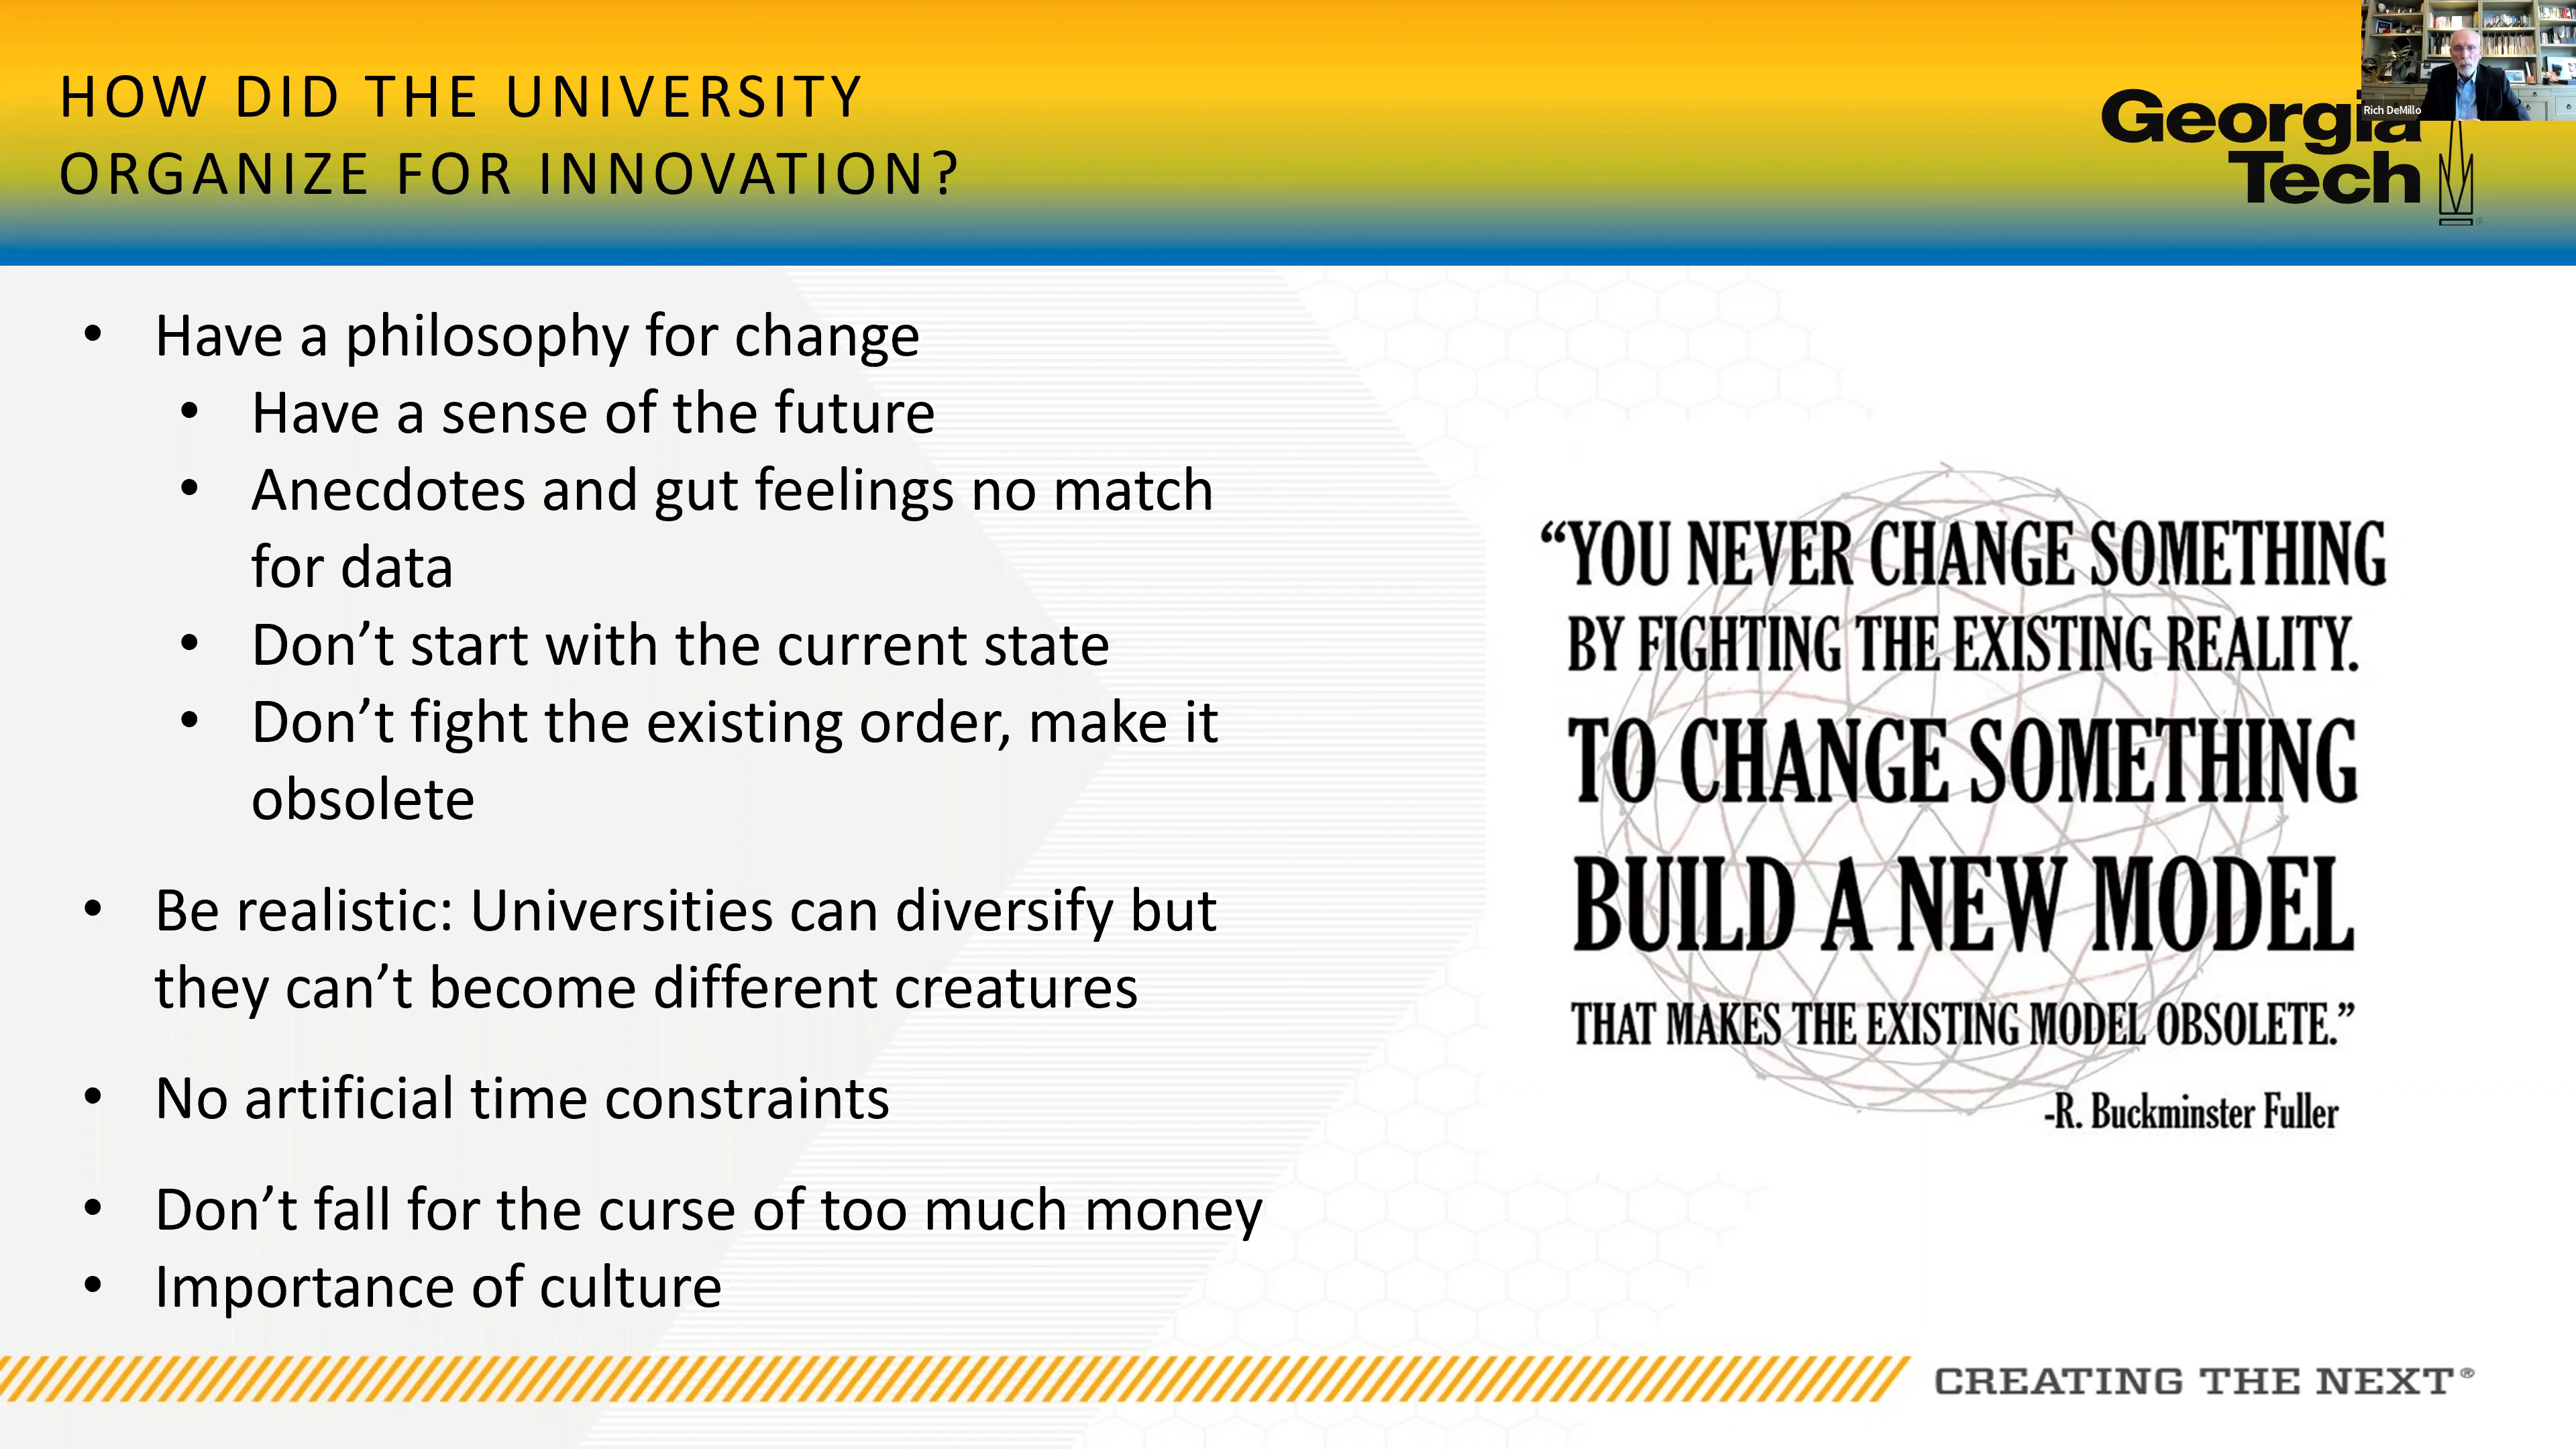 HOW DID THE UNIVERSITY
ORGANIZE FOR INNOVATION?
Georgia
Tech
Rich DeMillo
• Have a philosophy for change
• Have a sense of the future
• Anecdotes and gut feelings no match
for data
• Don’t start with the current state
• Don’t fight the existing order, make it
obsolete
• Be realistic: Universities can diversify but
they can’t become different creatures
• No artificial time constraints
• Don’t fall for the curse of too much money
• Importance of culture
“YOU NEVER CHANGE SOMETHING
BY FIGHTING THE EXISTING REALITY.
TO CHANGE SOMETHING
BUILD A NEW MODEL
THAT MAKES THE EXISTING MODEL OBSOLETE.”
-R. Buckminster Fuller
CREATING THE NEXT®